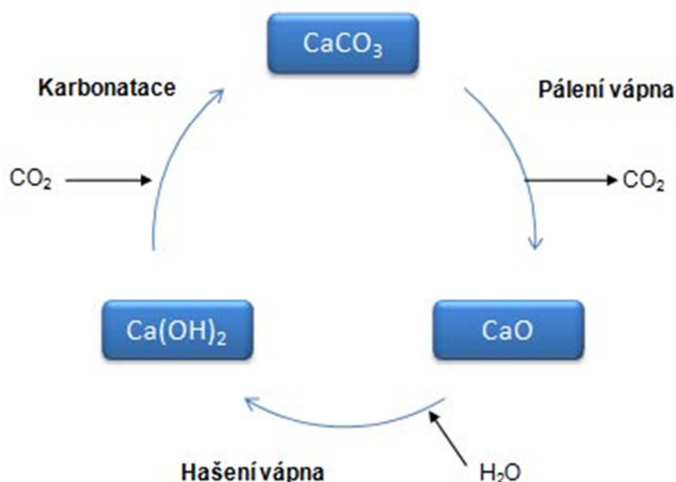 CaCO₃
Karbonatace
Pálení vápna
CO₂
CO₂
Ca(OH)₂
CaO
Hašení vápna
H₂O